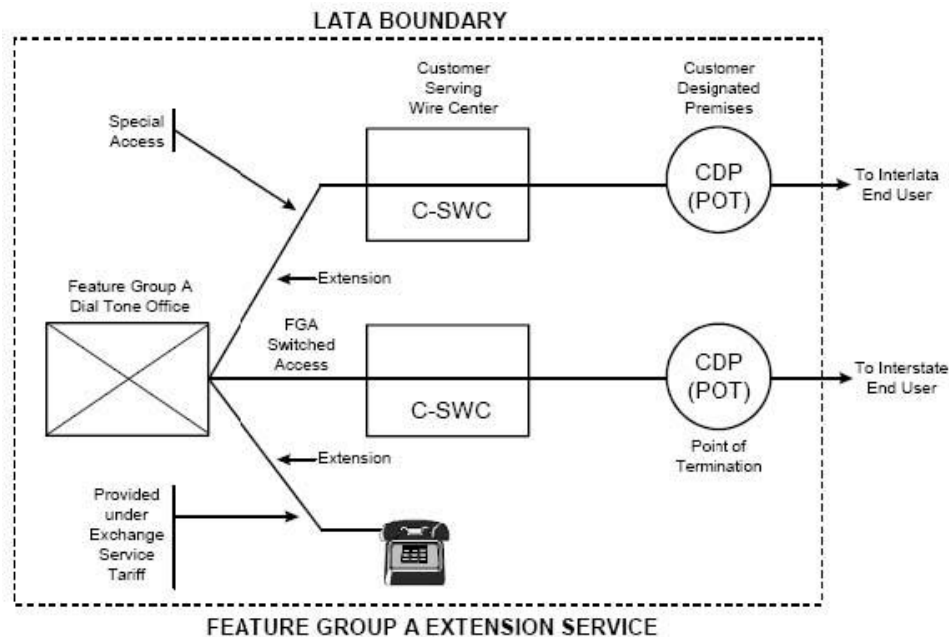 LATA BOUNDARY
Customer
Serving
Wire Center
Customer
Designated
Premises
Special
Access
CDP
(POT)
C-SWC
To Interlata
End User
Extension
Feature Group A
Dial Tone Office
FGA
Switched
Access
CDP
(POT)
C-SWC
To Interstate
End User
Point of
Termination
Extension
Provided
under
Exchange
Service
Tariff
FEATURE GROUP A EXTENSION SERVICE